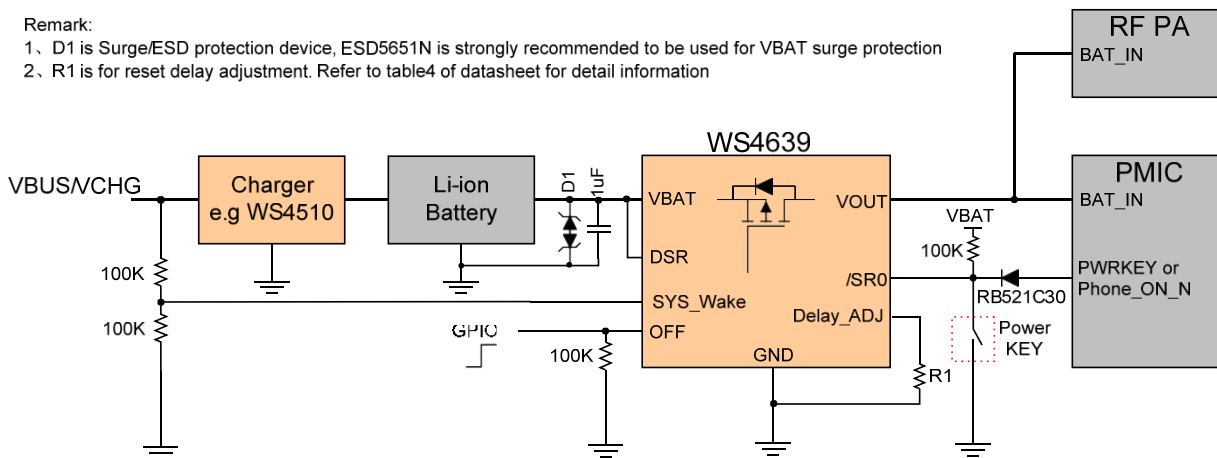 Remark:
1、D1 is Surge/ESD protection device, ESD5651N is strongly recommended to be used for VBAT surge protection
2、R1 is for reset delay adjustment. Refer to table4 of datasheet for detail information
RF PA
BAT_IN
WS4639
VBUS/VCHG
Charger
e.g WS4510
Li-ion
Battery
D1
1uF
VBAT
DSR
SYS_Wake
OFF
GND
VOUT
/SR0
Delay_ADJ
VBAT
100K
RB521C30
Power
KEY
R1
PMIC
BAT_IN
PWRKEY or
Phone_ON_N
100K
100K
GPIO
100K